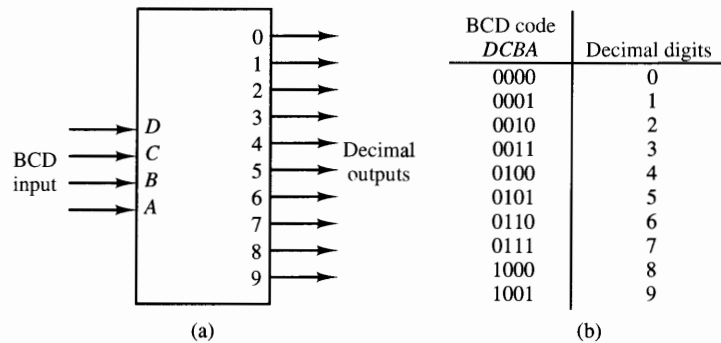 0
1
2
3
D
4
Decimal
BCD
C
5
outputs
input
B
6
A
7
8
9
(a)
BCD code
DCBA Decimal digits
0000 0
0001 1
0010 2
0011 3
0100 4
0101 5
0110 6
0111 7
1000 8
1001 9
(b)